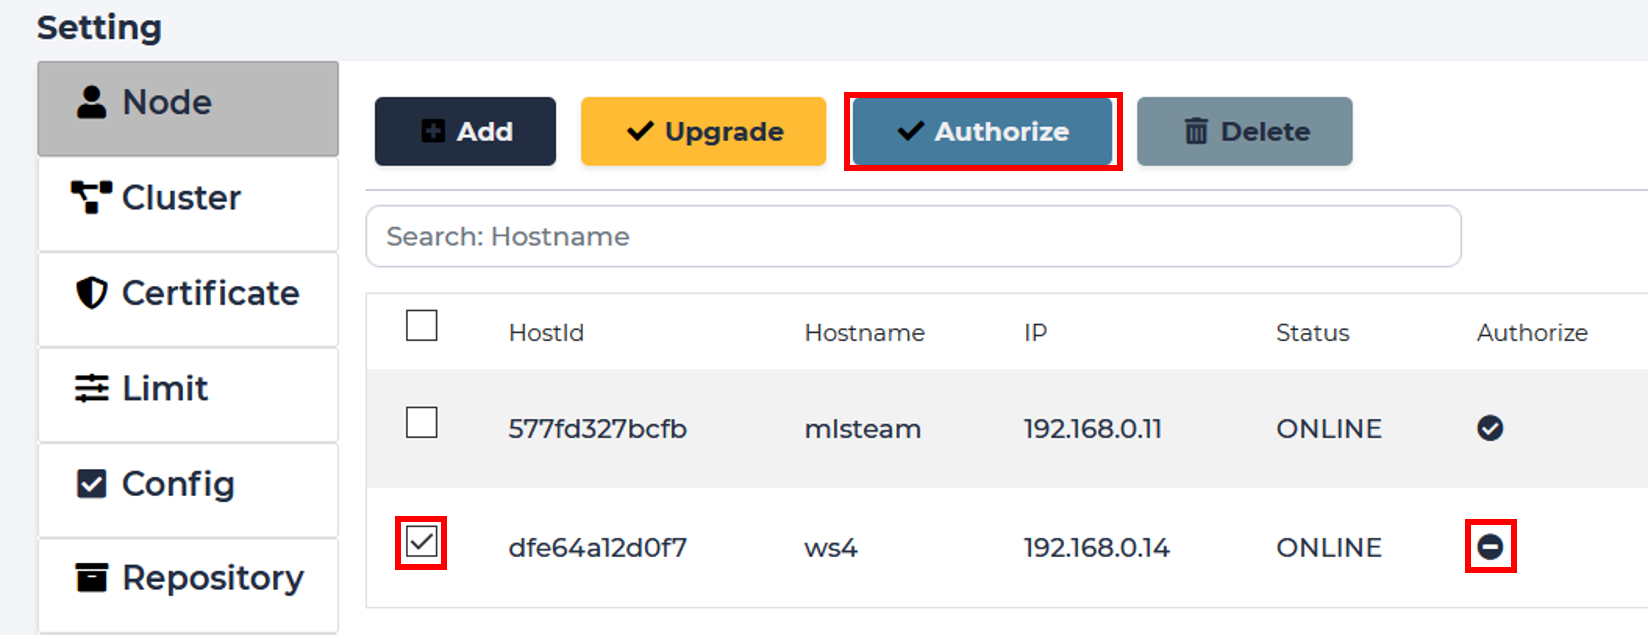 Setting
Node
Cluster
Certificate
Limit
Config
Repository
Add Upgrade Authorize Delete
Search: Hostname
HostId Hostname IP Status Authorize
577fd327bcfb mlsteam 192.168.0.11 ONLINE
dfe64a12d0f7 ws4 192.168.0.14 ONLINE